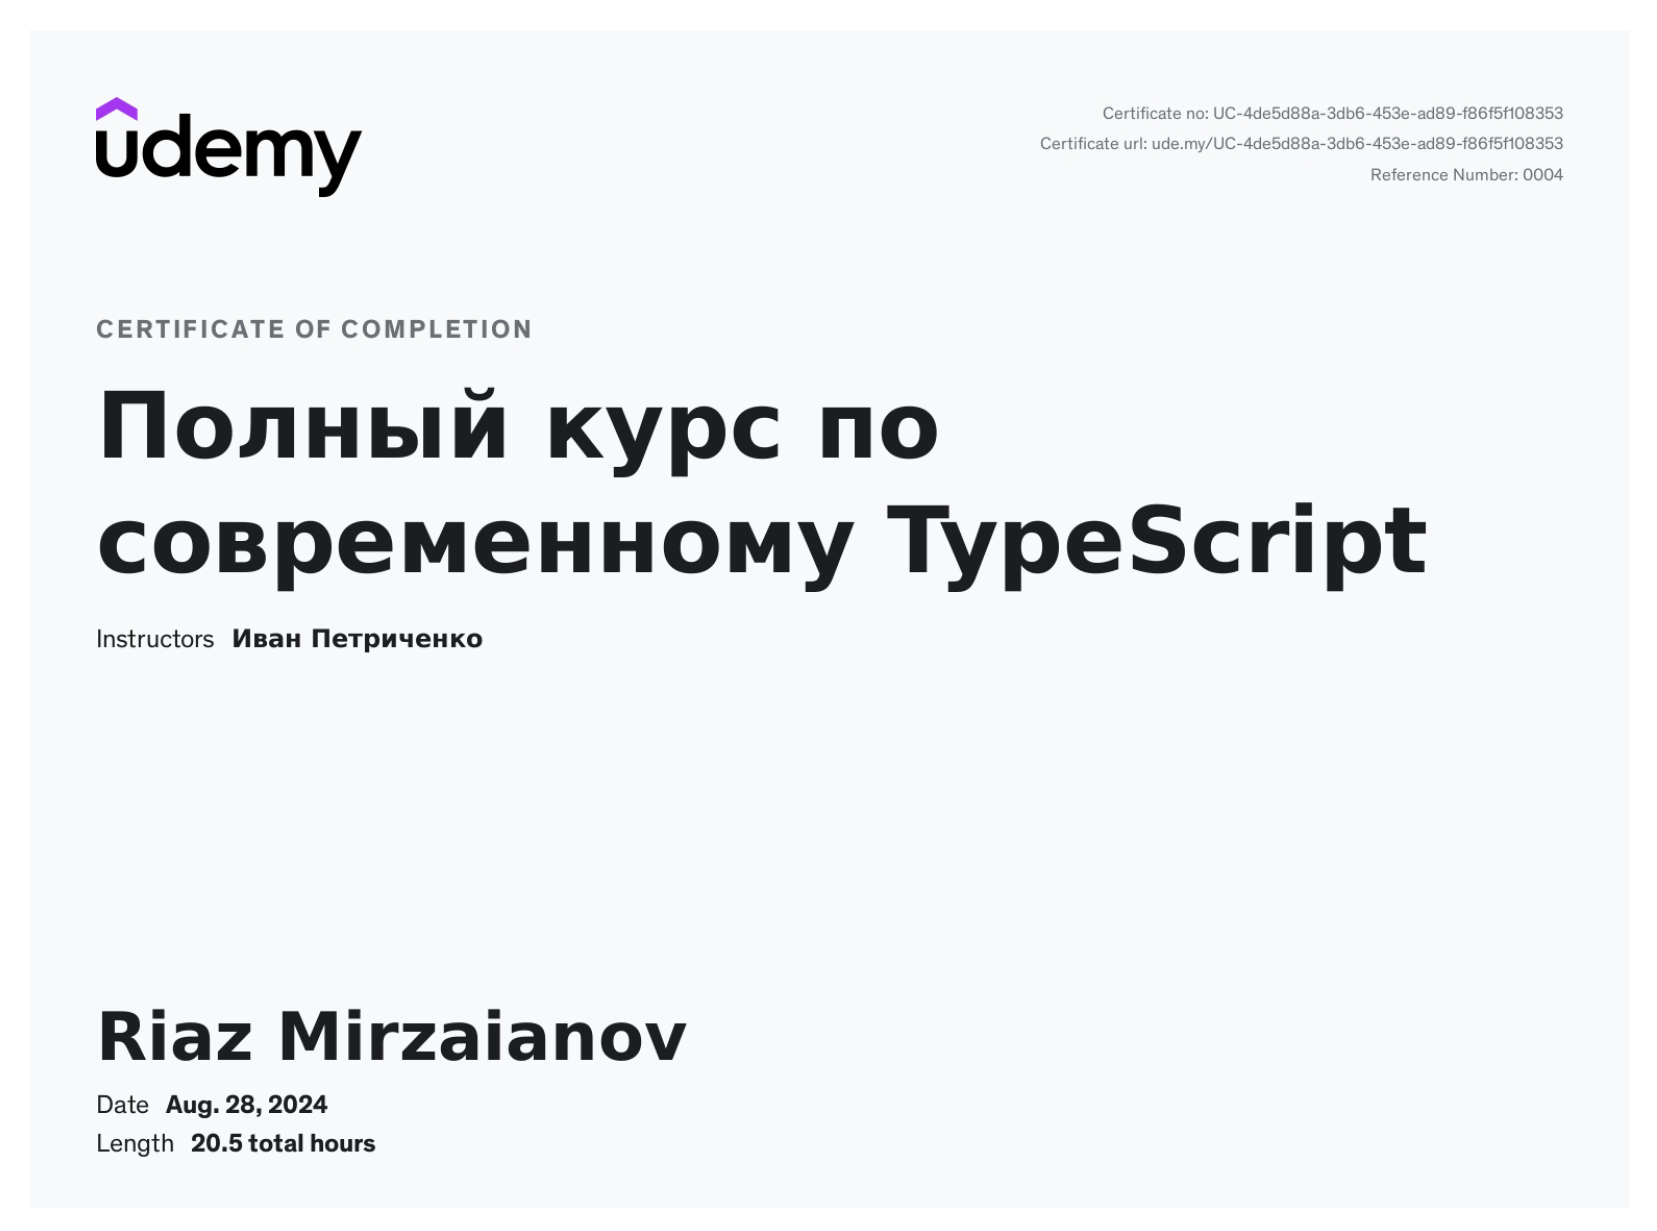 udemy
Certificate no: UC-4de5d88a-3db6-453e-ad89-f86f5f108353
Certificate url: ude.my/UC-4de5d88a-3db6-453e-ad89-f86f5f108353
Reference Number: 0004
CERTIFICATE OF COMPLETION
Полный курс по
современному TypeScript
Instructors Иван Петриченко
Riaz Mirzaianov
Date Aug. 28, 2024
Length 20.5 total hours